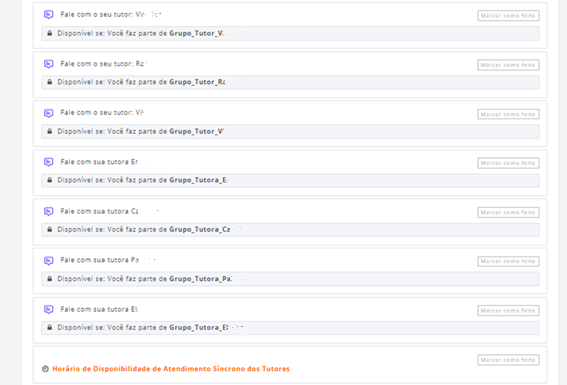 Fale com o seu tutor:
Marcar como feito
Disponível se: Você faz parte de Grupo_Tutor_V
Fale com o seu tutor:
Marcar como feito
Disponível se: Você faz parte de Grupo_Tutor_Ra
Fale com o seu tutor:
Marcar como feito
Disponível se: Você faz parte de Grupo_Tutor_V
Fale com sua tutora
Marcar como feito
Disponível se: Você faz parte de Grupo_Tutora_E
Fale com sua tutora Ca
Marcar como feito
Disponível se: Você faz parte de Grupo_Tutora_Ca
Fale com sua tutora Pa
Marcar como feito
Disponível se: Você faz parte de Grupo_Tutora_Pa
Fale com sua tutora
Marcar como feito
Disponível se: Você faz parte de Grupo_Tutora_E
Marcar como feito
Horário de Disponibilidade de Atendimento Síncrono dos Tutores